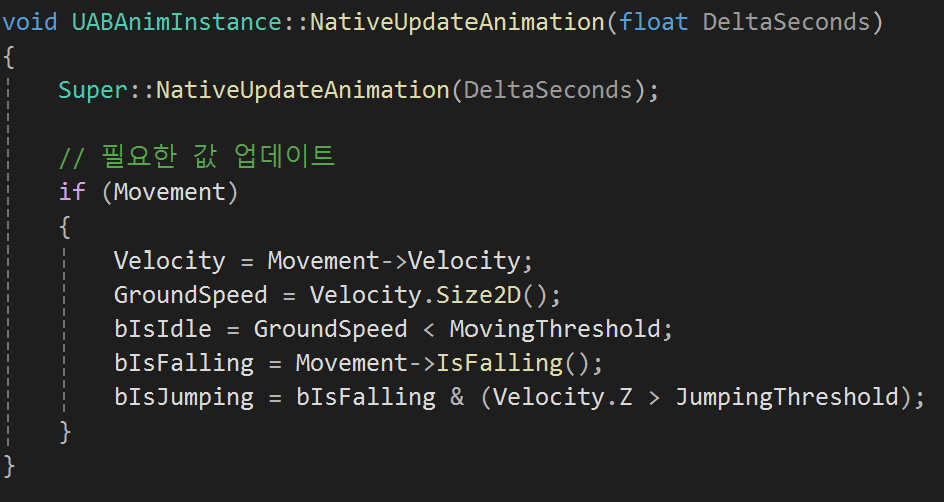 void UABAnimInstance::NativeUpdateAnimation(float DeltaSeconds)
{
    Super::NativeUpdateAnimation(DeltaSeconds);

    // 필요한 값 업데이트
    if (Movement)
    {
        Velocity = Movement->Velocity;
        GroundSpeed = Velocity.Size2D();
        bIsIdle = GroundSpeed < MovingThreshold;
        bIsFalling = Movement->IsFalling();
        bIsJumping = bIsFalling & (Velocity.Z > JumpingThreshold);
    }
}